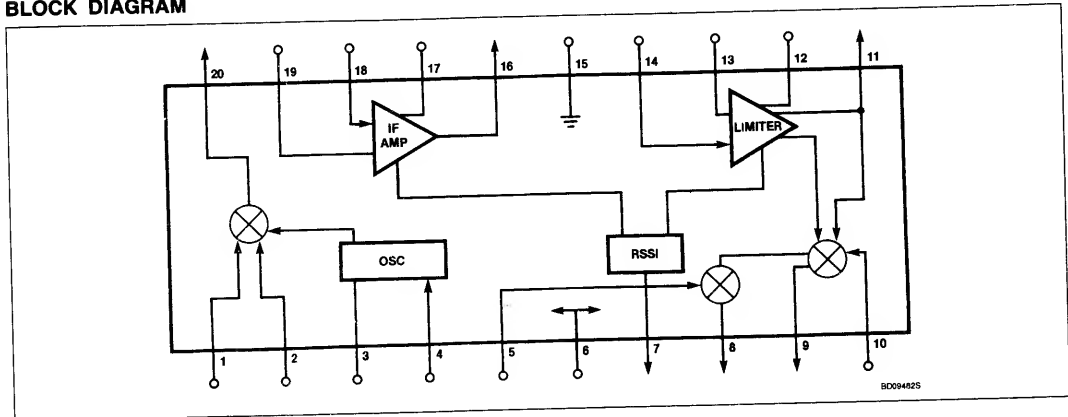 BLOCK DIAGRAM
20 19 18 17 16 15 14 13 12 11
IF
AMP
LIMITER
OSC
RSSI
1 2 3 4 5 6 7 8 9 10
BD09482S